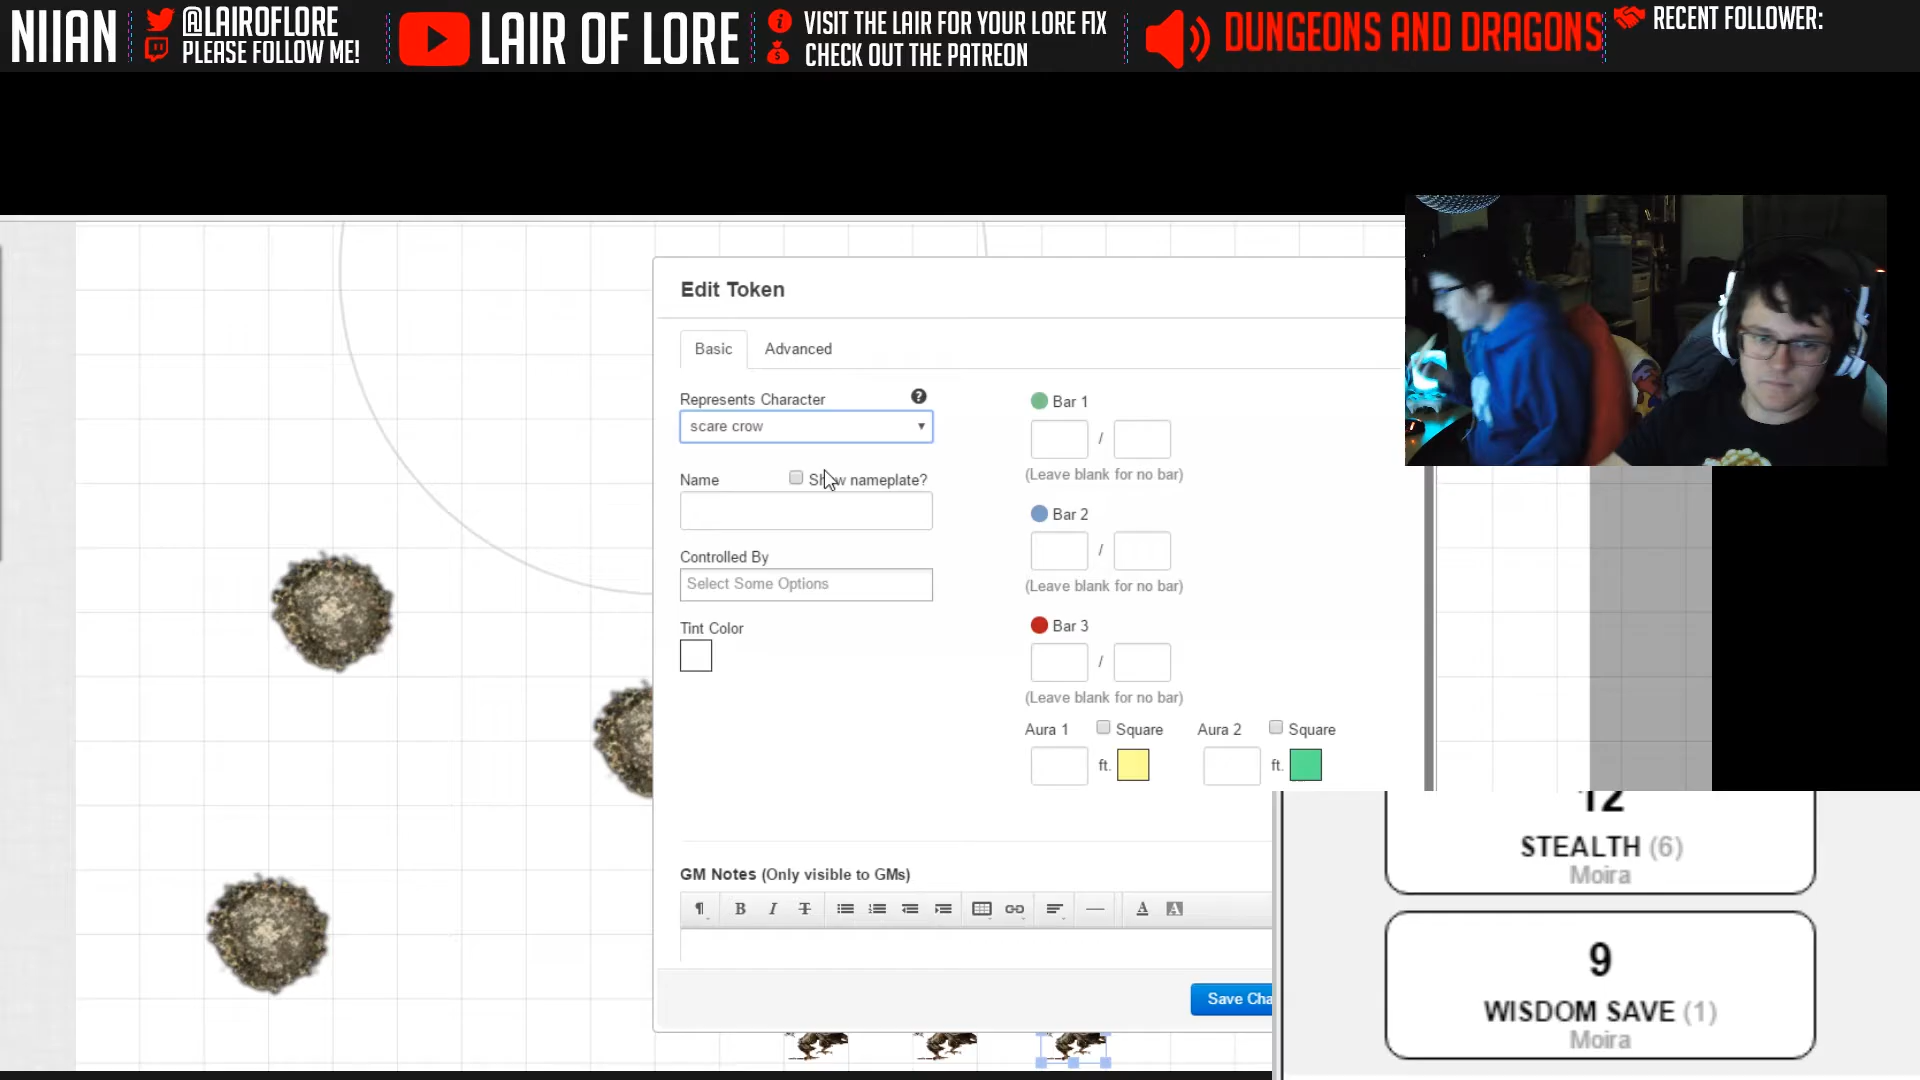 NIIAN
@LAIROFLORE
PLEASE FOLLOW ME!
LAIR OF LORE
VISIT THE LAIR FOR YOUR LORE FIX
CHECK OUT THE PATREON
DUNGEONS AND DRAGONS
RECENT FOLLOWER:
Edit Token
Basic
Advanced
Represents Character
?
scare crow
Name
Show nameplate?
Controlled By
Select Some Options
Tint Color
Bar 1
/
(Leave blank for no bar)
Bar 2
/
(Leave blank for no bar)
Bar 3
/
(Leave blank for no bar)
Aura 1 Square Aura 2 Square
ft. ft.
GM Notes (Only visible to GMs)
¶ B I T A A
Save Cha
12
STEALTH (6)
Moira
9
WISDOM SAVE (1)
Moira